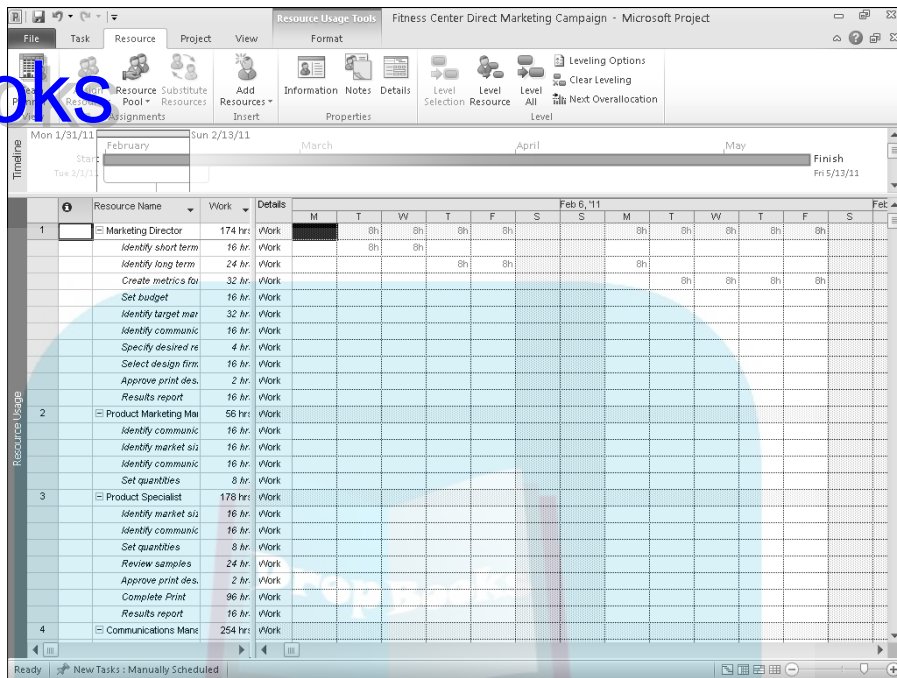 Resource Usage Tools
Fitness Center Direct Marketing Campaign - Microsoft Project
File Task Resource Project View Format
Resource Pool
Substitute Resources
Add Resources
Information Notes Details
Level Selection
Level Resource
Level All
Leveling Options
Clear Leveling
Next Overallocation
Assignments Insert Properties Level
oks
Timeline
Mon 1/31/11 Sun 2/13/11
February March April May
Start
Tue 2/1/11
Finish
Fri 5/13/11
Resource Name Work Details Feb 6, '11
M T W T F S S M T W T F S
1 Marketing Director 174 hrs Work 8h 8h 8h 8h 8h 8h 8h 8h 8h
Identify short term 16 hr Work 8h 8h
Identify long term 24 hr Work 8h 8h 8h
Create metrics for 32 hr Work 8h 8h 8h 8h
Set budget 16 hr Work
Identify target mar 32 hr Work
Identify communic 16 hr Work
Specify desired re 4 hr Work
Select design firm 16 hr Work
Approve print des. 2 hr Work
Results report 16 hr Work
2 Product Marketing Mar 56 hrs Work
Identify communic 16 hr Work
Identify market siz 16 hr Work
Identify communic 16 hr Work
Set quantities 8 hr Work
3 Product Specialist 178 hrs Work
Identify market siz 16 hr Work
Identify communic 16 hr Work
Set quantities 8 hr Work
Review samples 24 hr Work
Approve print des. 2 hr Work
Complete Print 96 hr Work
Results report 16 hr Work
4 Communications Mana 254 hrs Work
Resource Usage
DropBooks
Ready New Tasks : Manually Scheduled